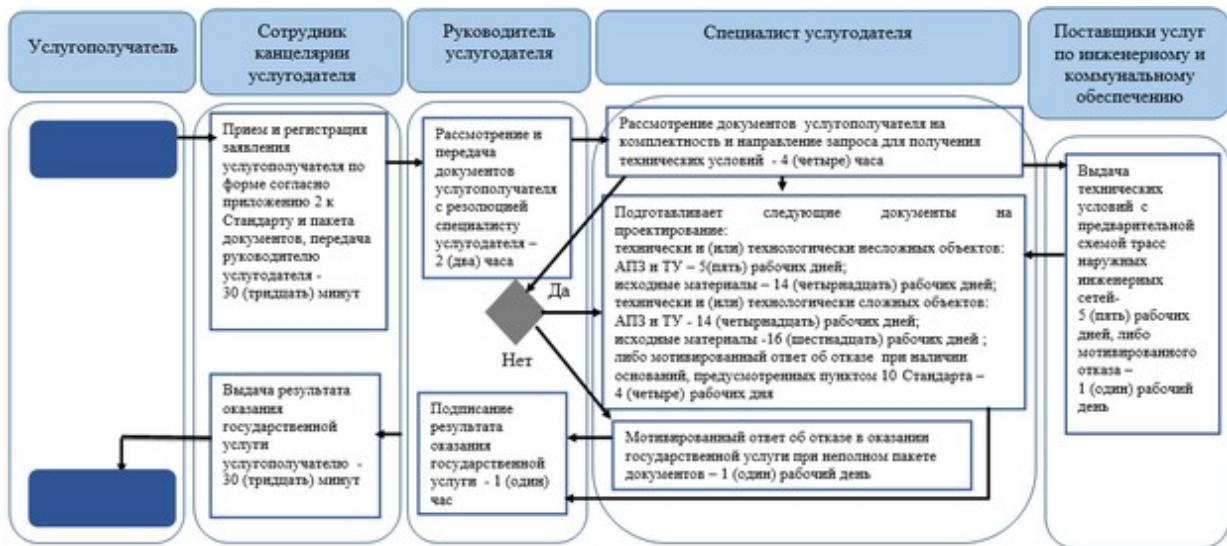 Услугополучатель
Сотрудник
канцелярии
услугодателя
Руководитель
услугодателя
Специалист услугодателя
Поставщики услуг
по инженерному и
коммунальному
обеспечению
Прием и регистрация
заявления
услугополучателя по
форме согласно
приложению 2 к
Стандарту и пакета
документов, передача
руководителю
услугодателя -
30 (тридцать) минут
Рассмотрение и
передача
документов
услугополучателя
с резолюцией
специалисту
услугодателя –
2 (два) часа
Рассмотрение документов услугополучателя на
комплектность и направление запроса для получения
технических условий - 4 (четыре) часа
Подготавливает следующие документы на
проектирование:
технически и (или) технологически несложных объектов:
АПЗ и ТУ – 5(пять) рабочих дней;
исходные материалы – 14 (четырнадцать) рабочих дней;
технически и (или) технологически сложных объектов:
АПЗ и ТУ - 14 (четырнадцать) рабочих дней;
исходные материалы -16 (шестнадцать) рабочих дней ;
либо мотивированный ответ об отказе при наличии
оснований, предусмотренных пунктом 10 Стандарта –
4 (четыре) рабочих дня
Выдача
технических
условий с
предварительной
схемой трасс
наружных
инженерных
сетей-
5 (пять) рабочих
дней, либо
мотивированного
отказа –
1 (один) рабочий
день
Да
Нет
Выдача результата
оказания
государственной
услуги
услугополучателю -
30 (тридцать) минут
Подписание
результата
оказания
государственной
услуги - 1 (один)
час
Мотивированный ответ об отказе в оказании
государственной услуги при неполном пакете
документов – 1 (один) рабочий день